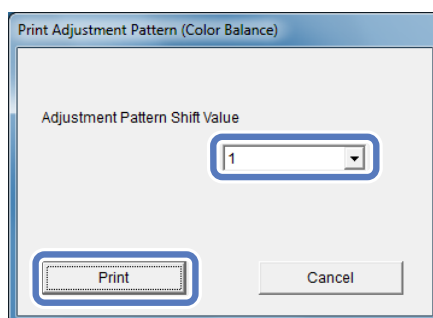 Print Adjustment Pattern (Color Balance)
Adjustment Pattern Shift Value
1
Print Cancel